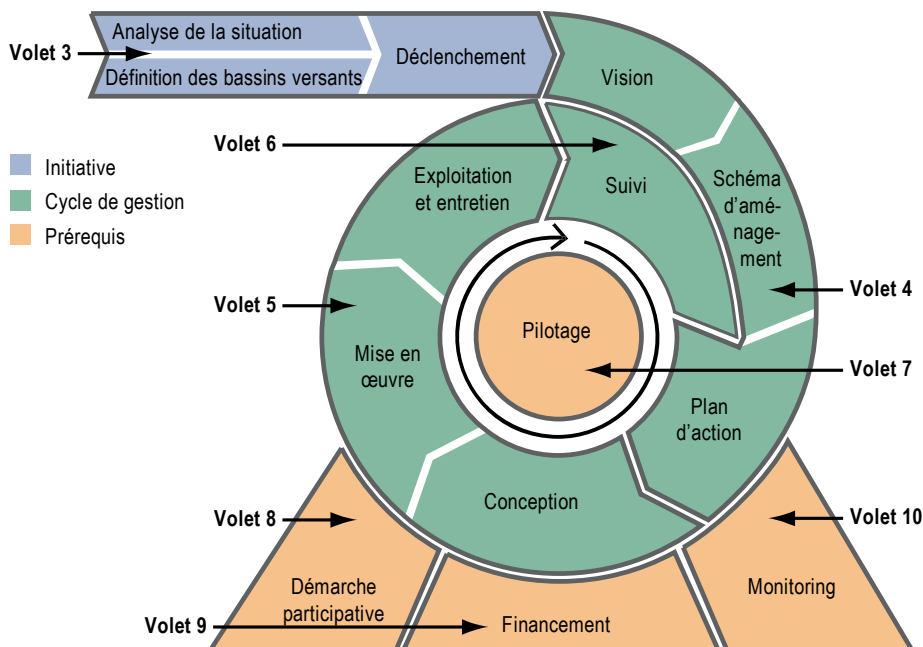 Analyse de la situation
Volet 3
Définition des bassins versants
Déclenchement
Vision
Volet 6
Initiative
Cycle de gestion
Prérequis
Exploitation
et entretien
Suivi
Schéma
d'amé-
nage-
ment
Volet 4
Volet 5
Pilotage
Mise en
œuvre
Volet 7
Plan
d'action
Conception
Volet 8
Volet 10
Démarche
participative
Monitoring
Volet 9
Financement